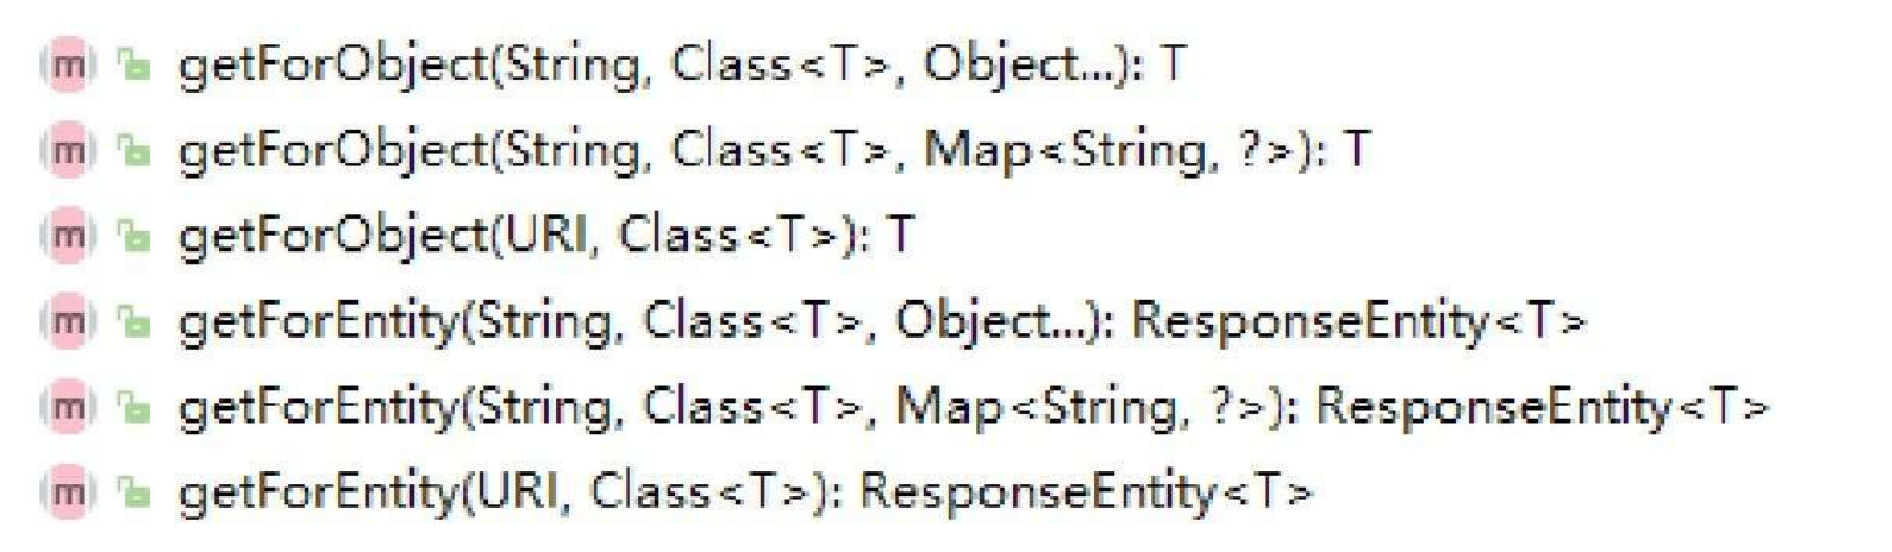 m getForObject(String, Class<T>, Object...): T
m getForObject(String, Class<T>, Map<String, ?>): T
m getForObject(URI, Class<T>): T
m getForEntity(String, Class<T>, Object...): ResponseEntity<T>
m getForEntity(String, Class<T>, Map<String, ?>): ResponseEntity<T>
m getForEntity(URI, Class<T>): ResponseEntity<T>